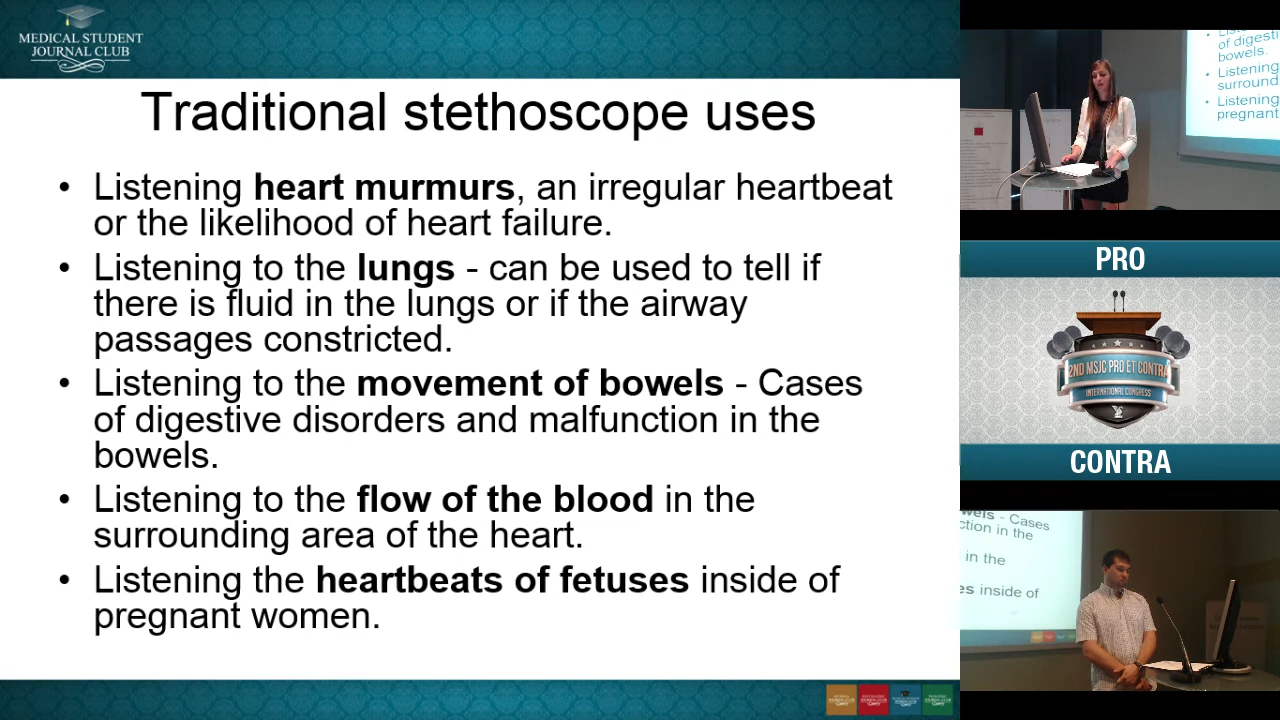 MEDICAL STUDENT
JOURNAL CLUB
Traditional stethoscope uses
• Listening heart murmurs, an irregular heartbeat
or the likelihood of heart failure.
• Listening to the lungs - can be used to tell if
there is fluid in the lungs or if the airway
passages constricted.
• Listening to the movement of bowels - Cases
of digestive disorders and malfunction in the
bowels.
• Listening to the flow of the blood in the
surrounding area of the heart.
• Listening the heartbeats of fetuses inside of
pregnant women.
of digesti
bowels.
• Listening
surround
• Listening
pregnant
PRO
2ND MSJC PRO ET CONTRA
INTERNATIONAL CONGRESS
CONTRA
owels - Cases
ction in the
in the
es inside of